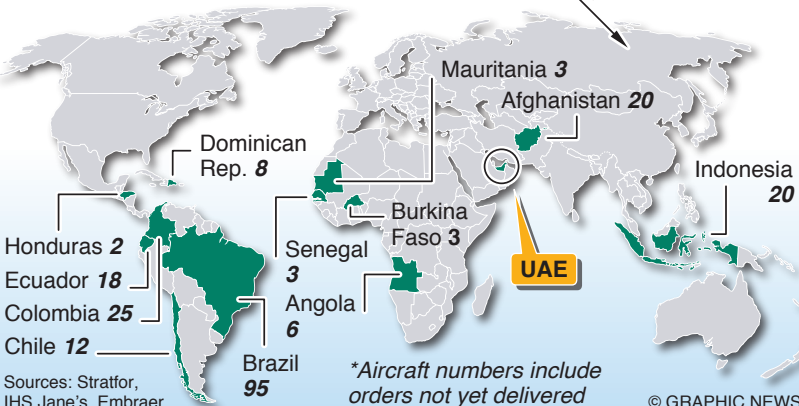 Mauritania 3
Afghanistan 20
Dominican
Rep. 8
Indonesia
20
Honduras 2
Ecuador 18
Colombia 25
Chile 12
Senegal
3
Burkina
Faso 3
UAE
Angola
6
Brazil
95
*Aircraft numbers include
orders not yet delivered
Sources: Stratfor,
IHS Jane's, Embraer
© GRAPHIC NEWS